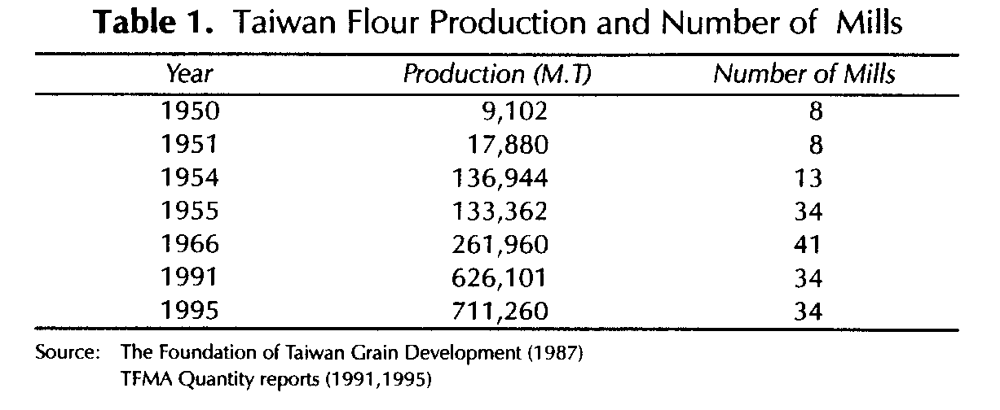 Table 1. Taiwan Flour Production and Number of Mills
Year Production (M.T) Number of Mills
1950 9,102 8
1951 17,880 8
1954 136,944 13
1955 133,362 34
1966 261,960 41
1991 626,101 34
1995 711,260 34
Source: The Foundation of Taiwan Grain Development (1987)
TFMA Quantity reports (1991,1995)